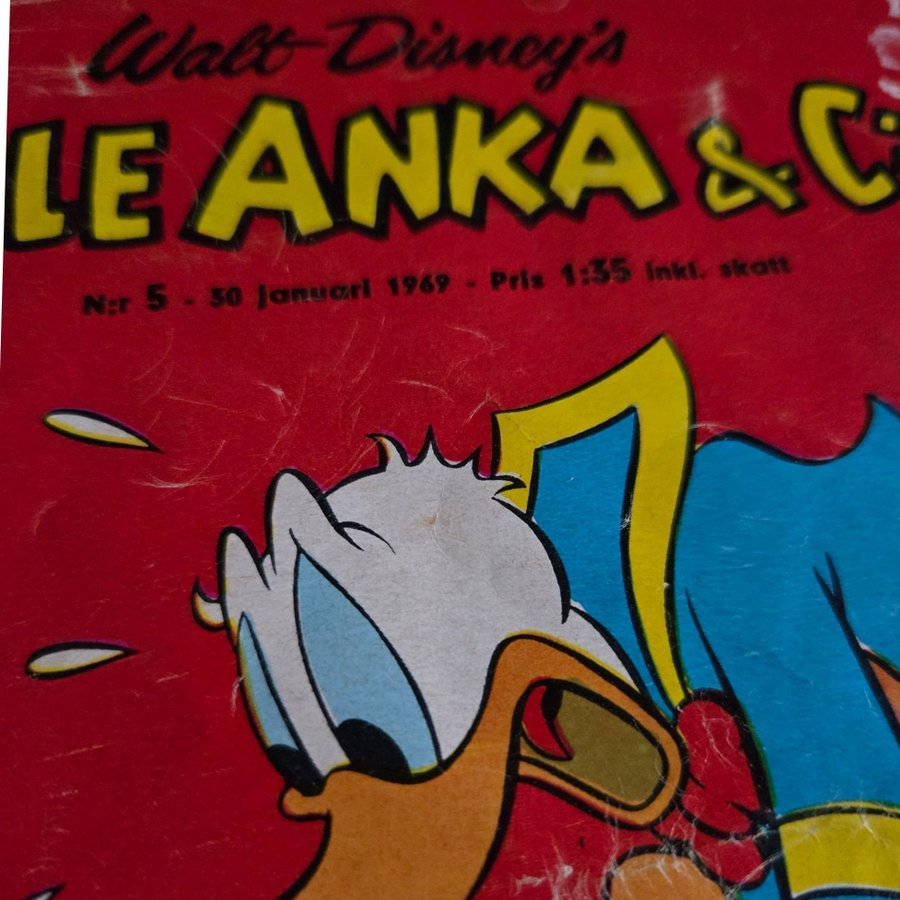 Walt Disney's
LE ANKA & C:
N:r 5 - 30 januari 1969 - Pris 1:35 inkl. skatt